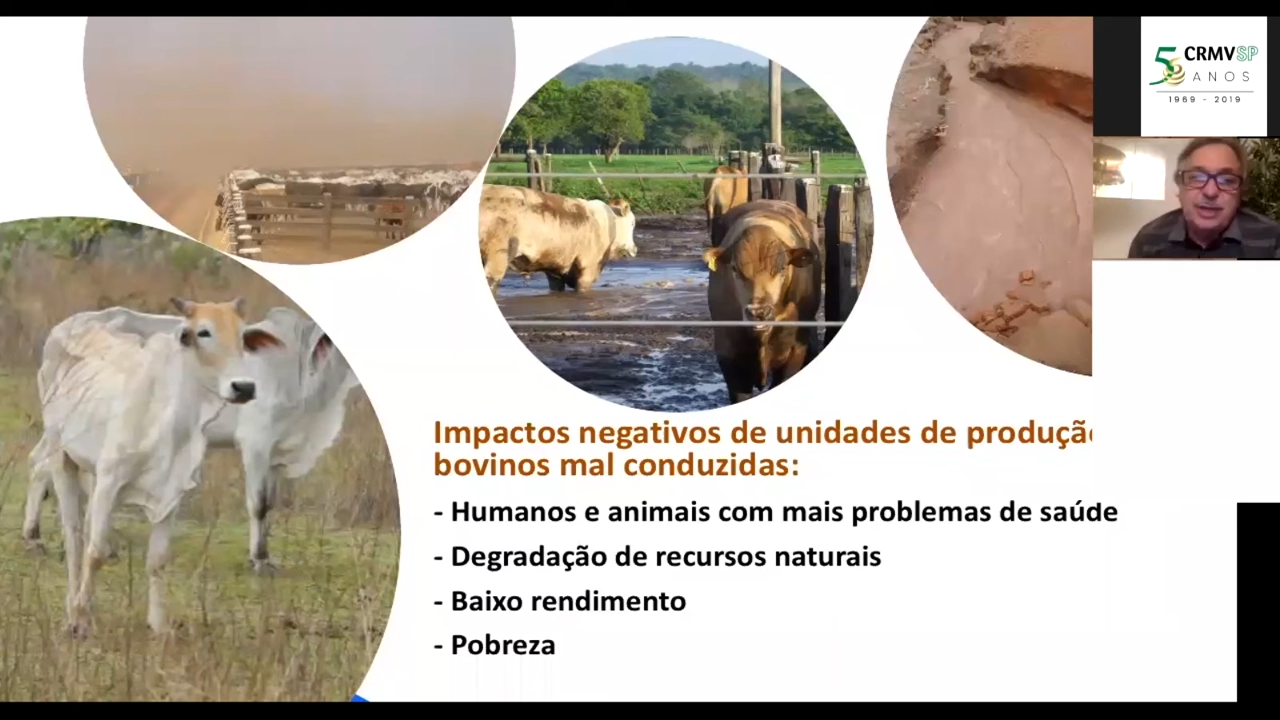 50 CRMVSP
ANOS
1969 - 2019
Impactos negativos de unidades de produçã
bovinos mal conduzidas:
- Humanos e animais com mais problemas de saúde
- Degradação de recursos naturais
- Baixo rendimento
- Pobreza